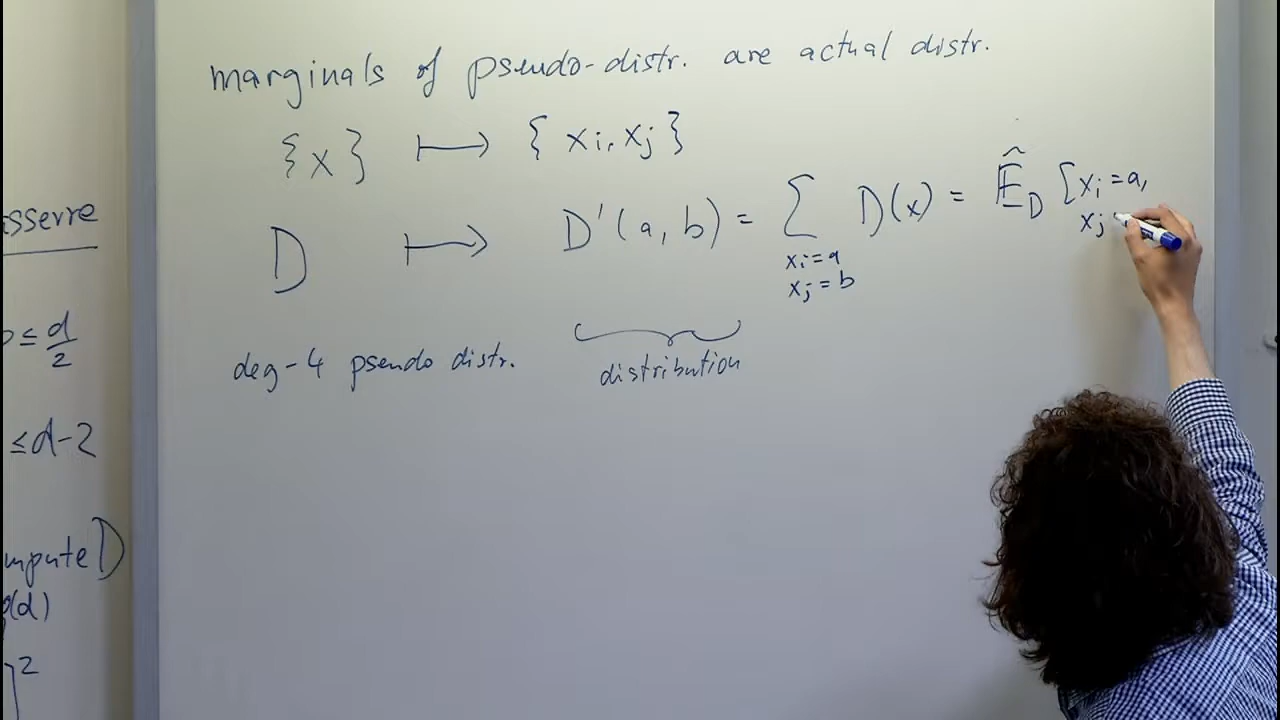 marginals of pseudo-distr. are actual distr.
{x} ↦ { xi, xj }
D ↦ D'(a, b) = Σ D(x) = Ẽ_D [xi = a,
xj
xi = a
xj = b
deg-4 pseudo distr.
distribution
sserre
≤ d/2
≤ d-2
mpute D
(d)
2